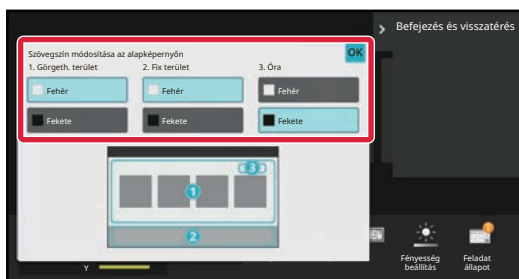 Befejezés és visszatérés
Szövegszín módosítása az alapképernyőn
OK
1. Görgeth. terület
2. Fix terület
3. Óra
Fehér
Fehér
Fehér
Fekete
Fekete
Fekete
3
1
2
Y
Fényesség beállítás
Feladat állapot